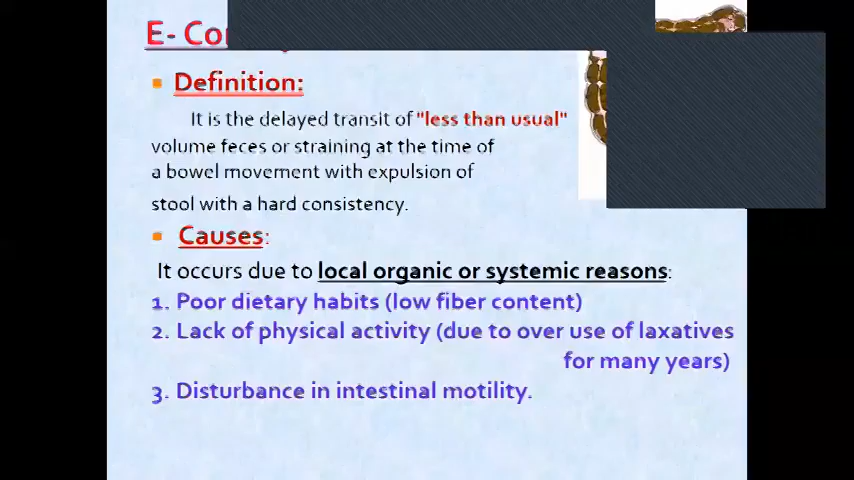 E- Co
Definition:
It is the delayed transit of "less than usual"
volume feces or straining at the time of
a bowel movement with expulsion of
stool with a hard consistency.
Causes:
It occurs due to local organic or systemic reasons:
1. Poor dietary habits (low fiber content)
2. Lack of physical activity (due to over use of laxatives
for many years)
3. Disturbance in intestinal motility.